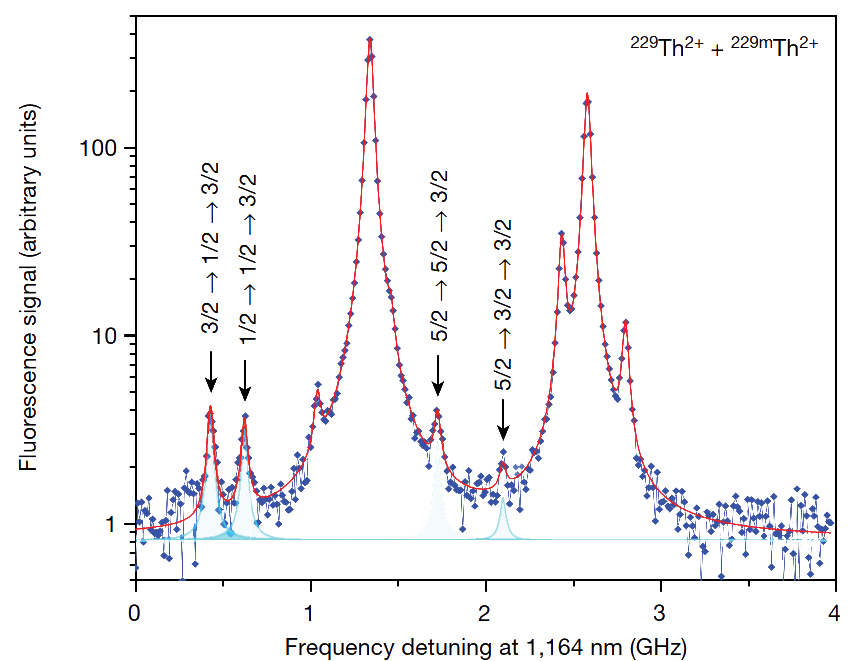 ²²⁹Th²⁺ + ²²⁹ᵐTh²⁺
Fluorescence signal (arbitrary units)
100
10
1
3/2 → 1/2 → 3/2
1/2 → 1/2 → 3/2
5/2 → 5/2 → 3/2
5/2 → 3/2 → 3/2
0 1 2 3 4
Frequency detuning at 1,164 nm (GHz)